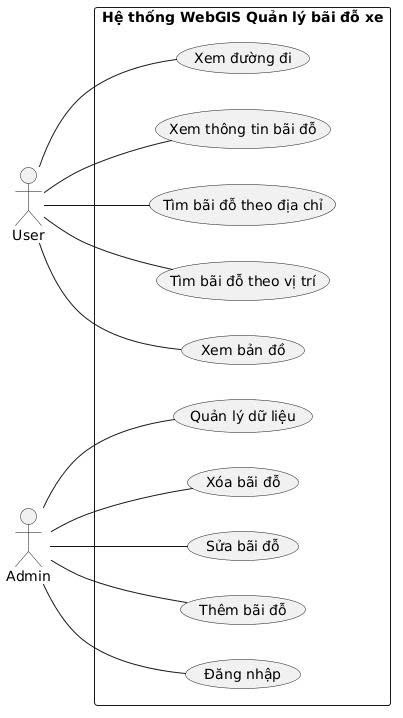 Hệ thống WebGIS Quản lý bãi đỗ xe
Xem đường đi
Xem thông tin bãi đỗ
Tìm bãi đỗ theo địa chỉ
User
Tìm bãi đỗ theo vị trí
Xem bản đồ
Quản lý dữ liệu
Xóa bãi đỗ
Sửa bãi đỗ
Admin
Thêm bãi đỗ
Đăng nhập